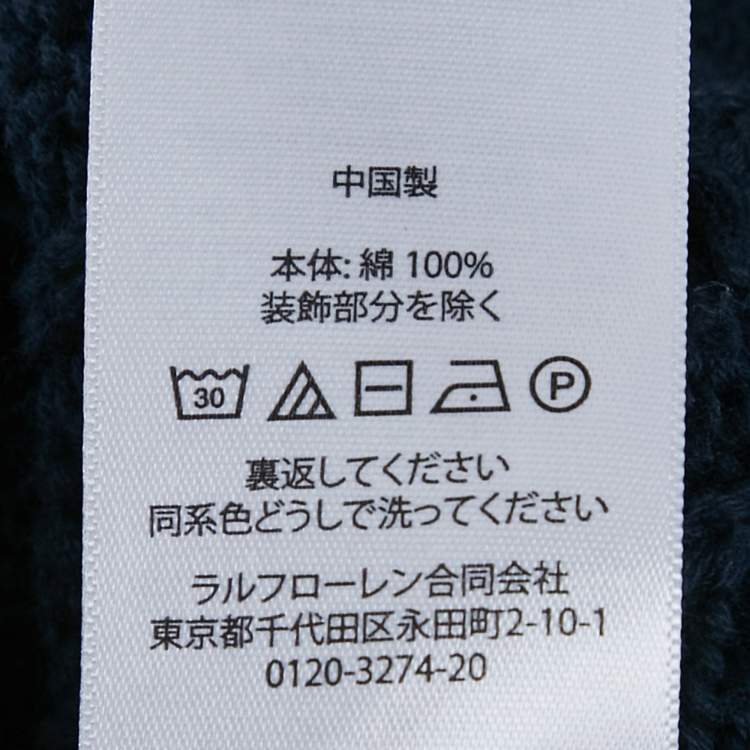 中国製
本体: 綿 100%
装飾部分を除く
30 P
裏返してください
同系色どうしで洗ってください
ラルフローレン合同会社
東京都千代田区永田町2-10-1
0120-3274-20